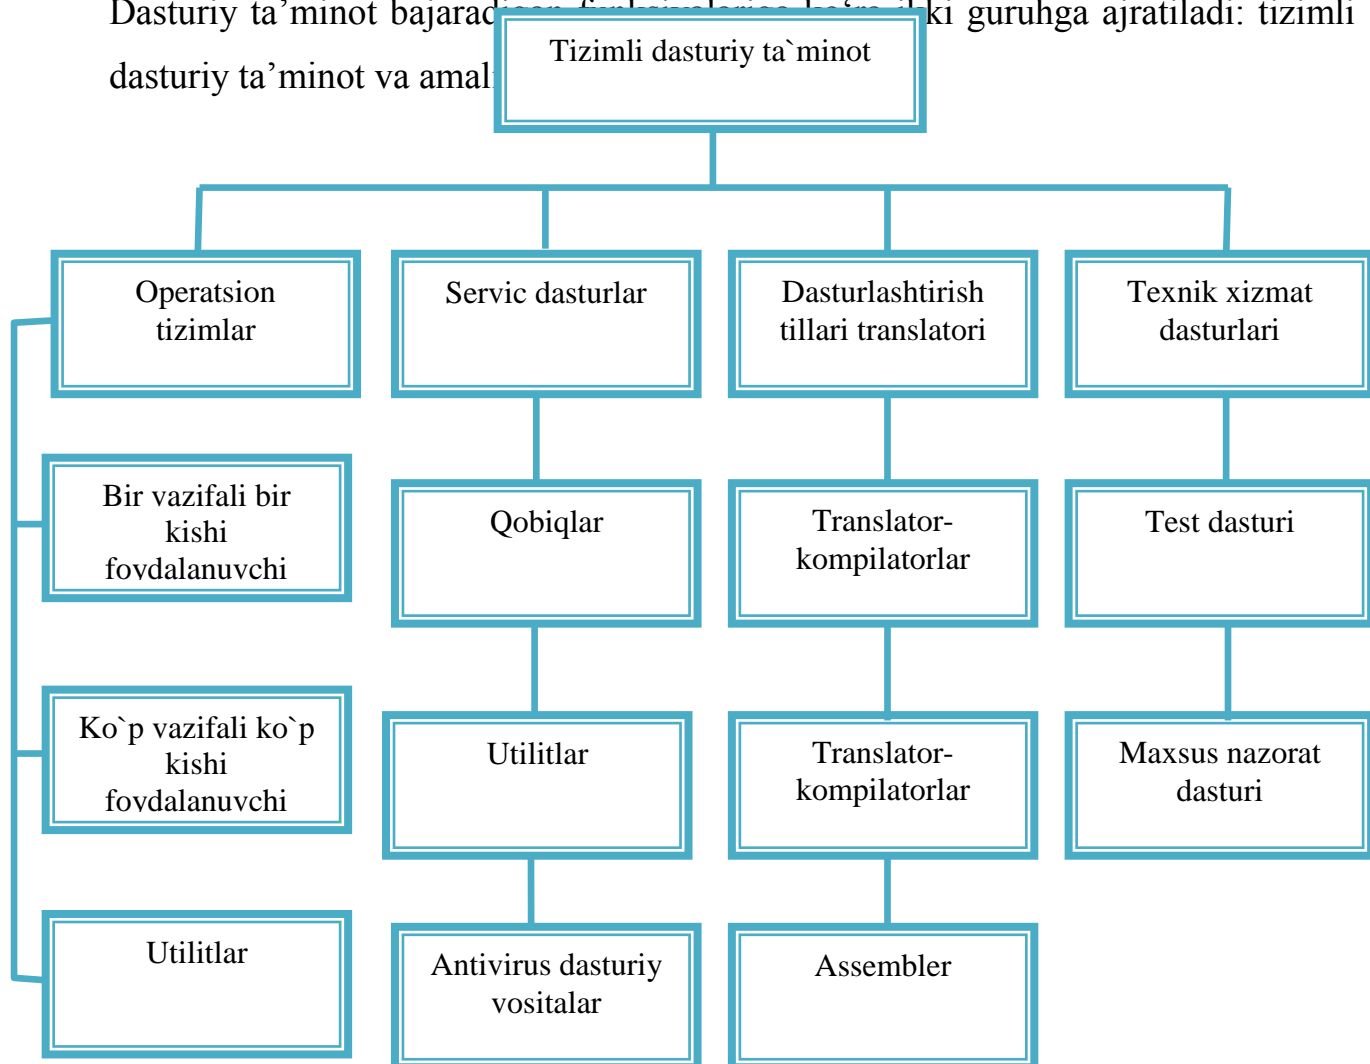 Dasturiy ta’minot bajaradigan ki guruhga ajratiladi: tizimli
dasturiy ta’minot va
Tizimli dasturiy ta`minot
Operatsion
tizimlar
Servic dasturlar
Dasturlashtirish
tillari translatori
Texnik xizmat
dasturlari
Bir vazifali bir
kishi
foydalanuvchi
Qobiqlar
Translator-
kompilatorlar
Test dasturi
Ko`p vazifali ko`p
kishi
foydalanuvchi
Utilitlar
Translator-
kompilatorlar
Maxsus nazorat
dasturi
Utilitlar
Antivirus dasturiy
vositalar
Assembler